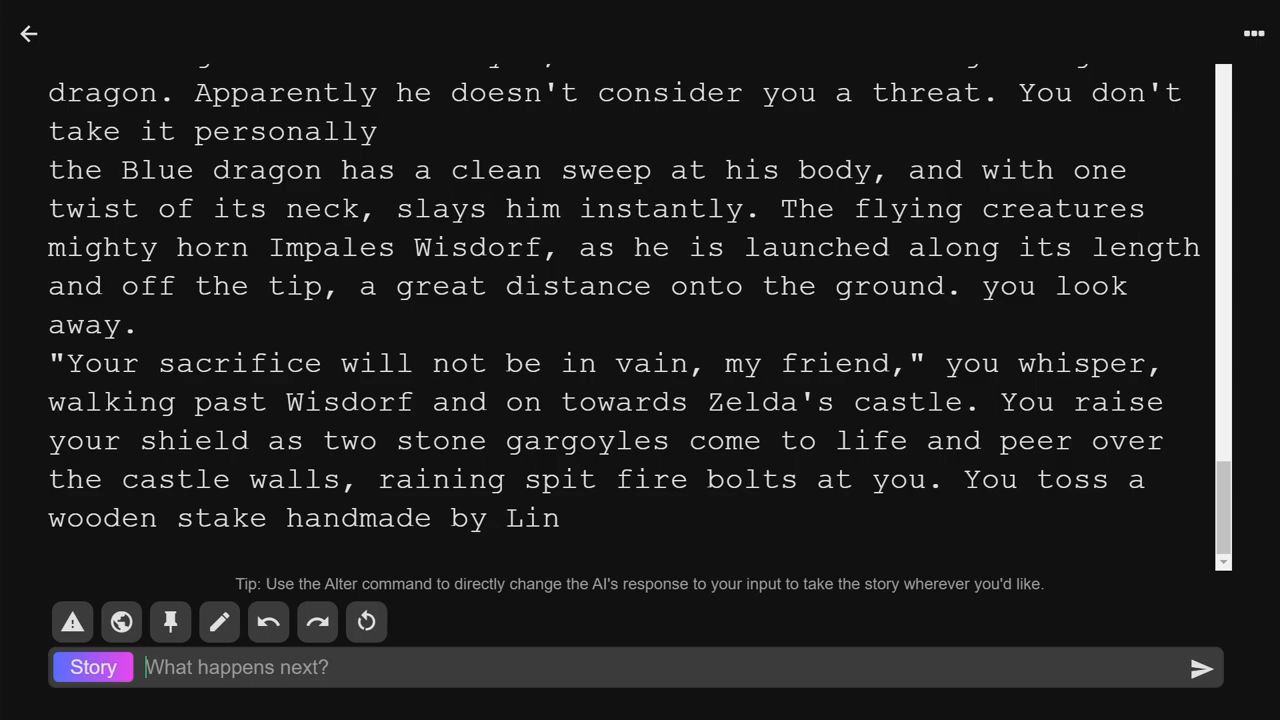 dragon. Apparently he doesn't consider you a threat. You don't
take it personally
the Blue dragon has a clean sweep at his body, and with one
twist of its neck, slays him instantly. The flying creatures
mighty horn Impales Wisdorf, as he is launched along its length
and off the tip, a great distance onto the ground. you look
away.
"Your sacrifice will not be in vain, my friend," you whisper,
walking past Wisdorf and on towards Zelda's castle. You raise
your shield as two stone gargoyles come to life and peer over
the castle walls, raining spit fire bolts at you. You toss a
wooden stake handmade by Lin
Tip: Use the Alter command to directly change the AI's response to your input to take the story wherever you'd like.
Story What happens next?